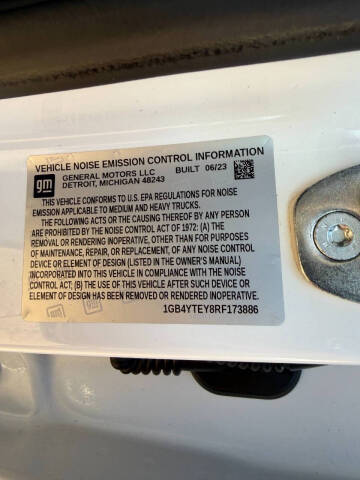 VEHICLE NOISE EMISSION CONTROL INFORMATION
gm
GENERAL MOTORS LLC BUILT 06/23
DETROIT, MICHIGAN 48243
THIS VEHICLE CONFORMS TO U.S. EPA REGULATIONS FOR NOISE
EMISSION APPLICABLE TO MEDIUM AND HEAVY TRUCKS.
THE FOLLOWING ACTS OR THE CAUSING THEREOF BY ANY PERSON
ARE PROHIBITED BY THE NOISE CONTROL ACT OF 1972: (A) THE
REMOVAL OR RENDERING INOPERATIVE, OTHER THAN FOR PURPOSES
OF MAINTENANCE, REPAIR, OR REPLACEMENT, OF ANY NOISE CONTROL
DEVICE OR ELEMENT OF DESIGN (LISTED IN THE OWNER'S MANUAL)
INCORPORATED INTO THIS VEHICLE IN COMPLIANCE WITH THE NOISE
CONTROL ACT; (B) THE USE OF THIS VEHICLE AFTER SUCH DEVICE OR
ELEMENT OF DESIGN HAS BEEN REMOVED OR RENDERED INOPERATIVE.
1GB4YTEY8RF173886